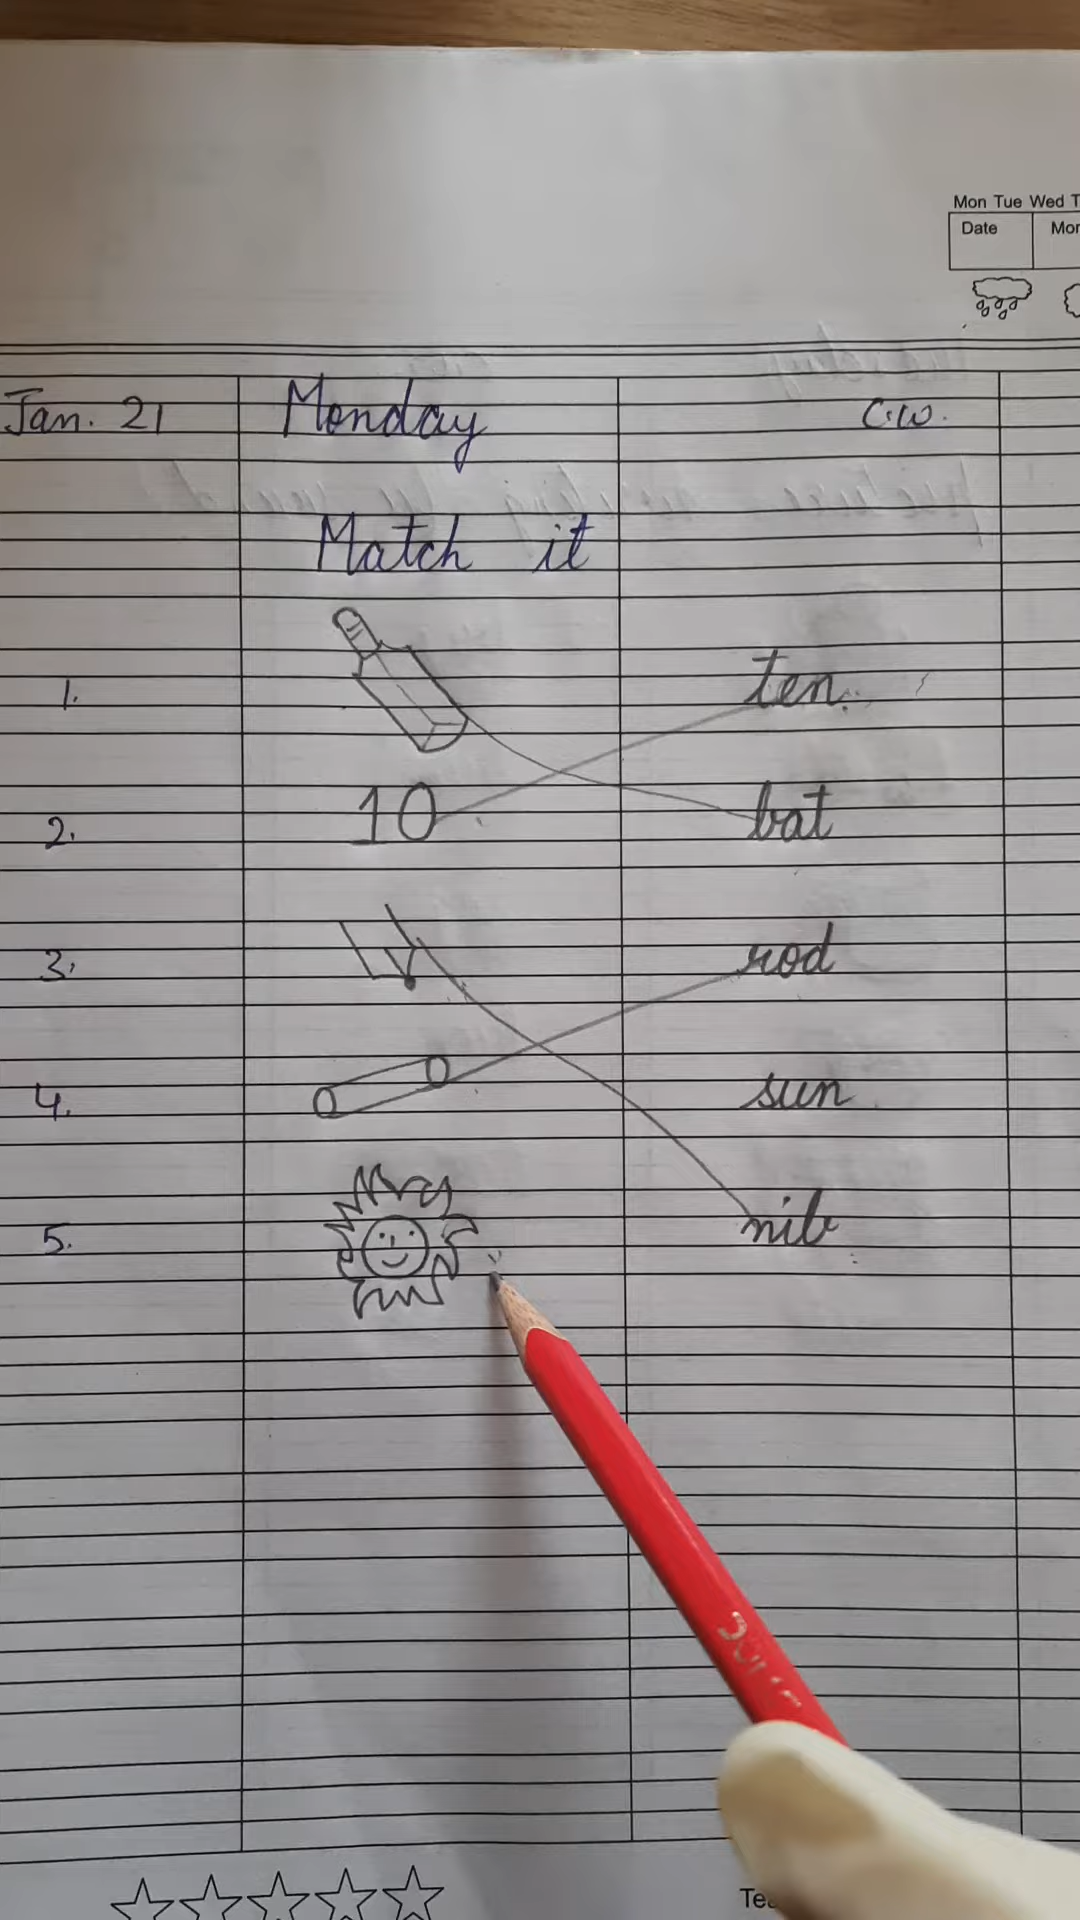 Mon Tue Wed T
Date Mon
Jan. 21 Monday C.W.
Match it
1. ten
2. 10 bat
3. rod
4. sun
5. nib